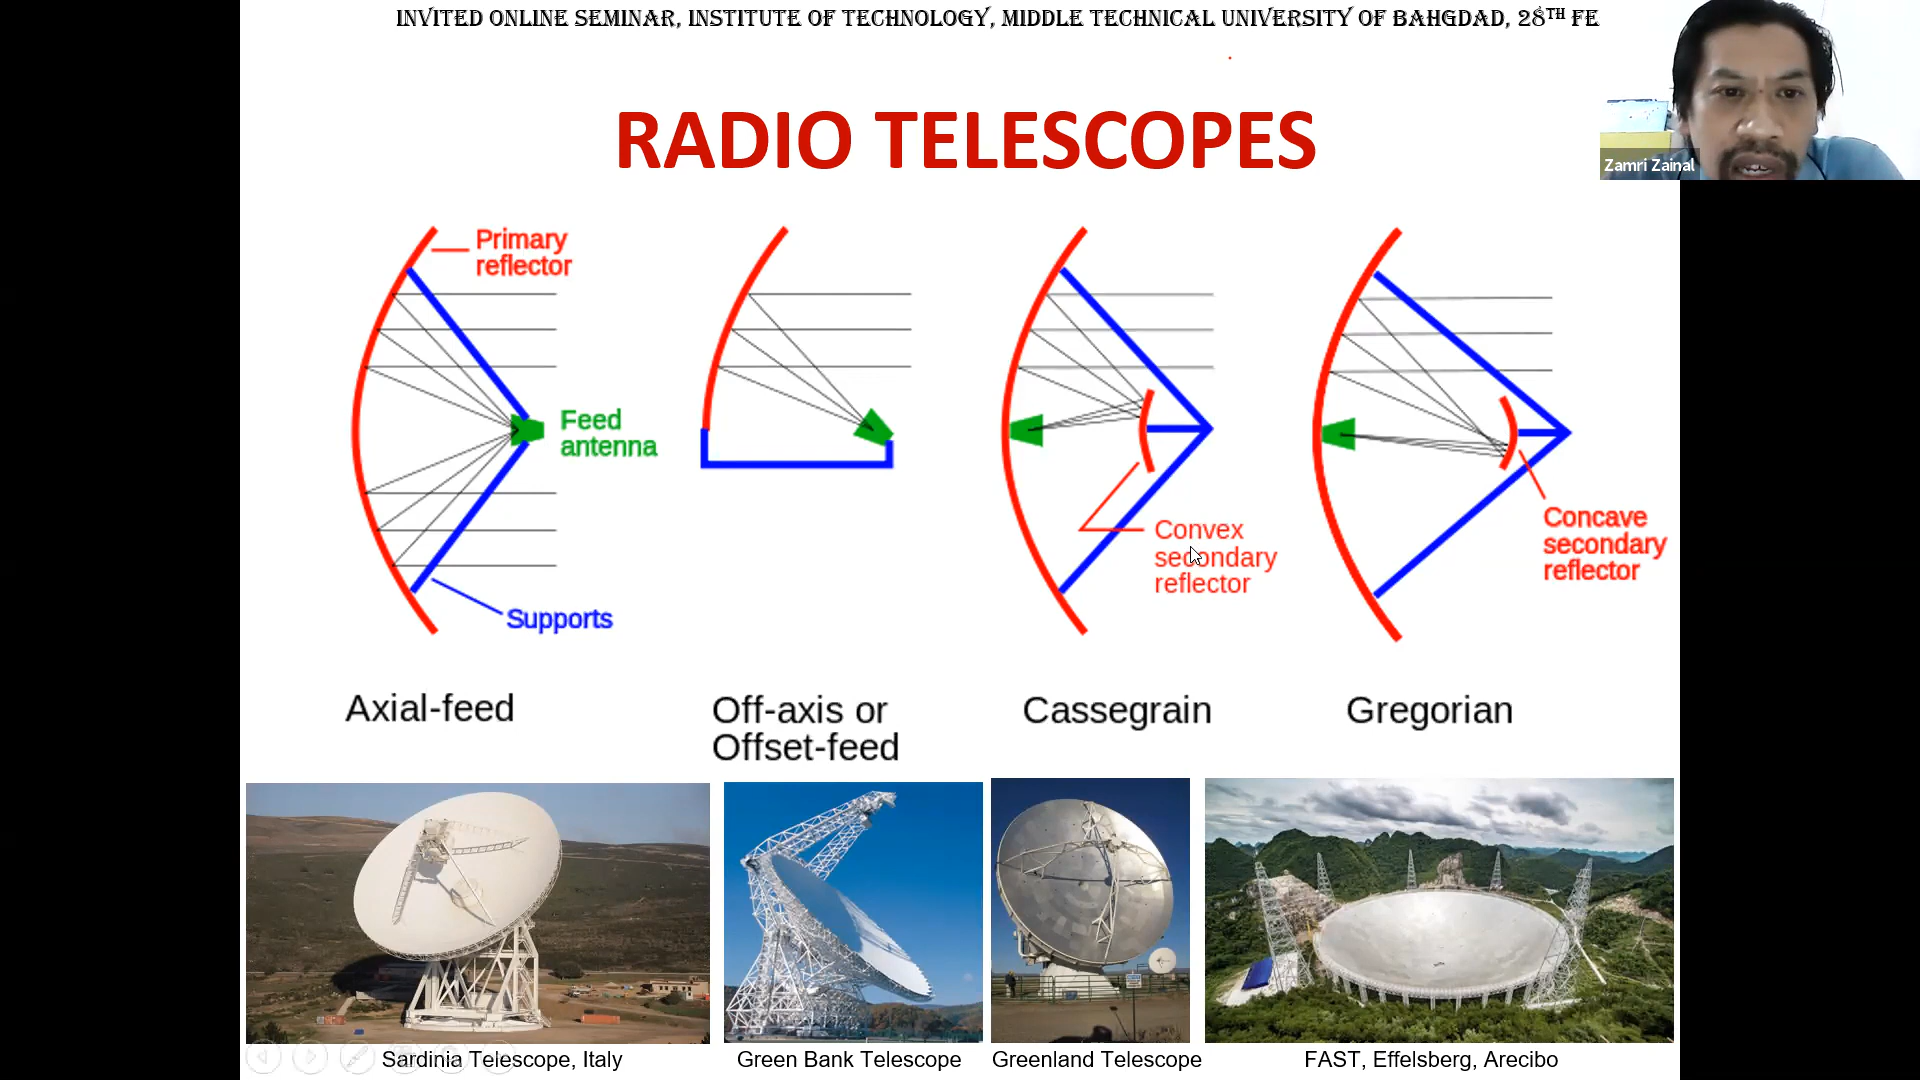 INVITED ONLINE SEMINAR, INSTITUTE OF TECHNOLOGY, MIDDLE TECHNICAL UNIVERSITY OF BAHGDAD, 28TH FE
Zamri Zainal
RADIO TELESCOPES
Primary
reflector
Feed
antenna
Supports
Convex
secondary
reflector
Concave
secondary
reflector
Axial-feed
Off-axis or
Offset-feed
Cassegrain
Gregorian
Sardinia Telescope, Italy
Green Bank Telescope
Greenland Telescope
FAST, Effelsberg, Arecibo